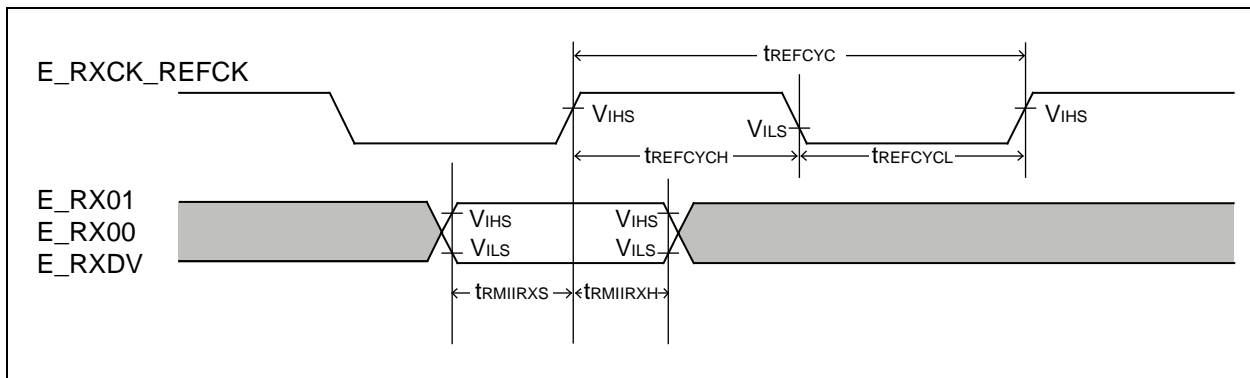 tREFCYC
E_RXCK_REFCK
VIHS
VILS
VIHS
tREFCYCH
tREFCYCL
E_RX01
E_RX00
E_RXDV
VIHS
VIHS
VILS
VILS
tRMIIRXS
tRMIIRXH